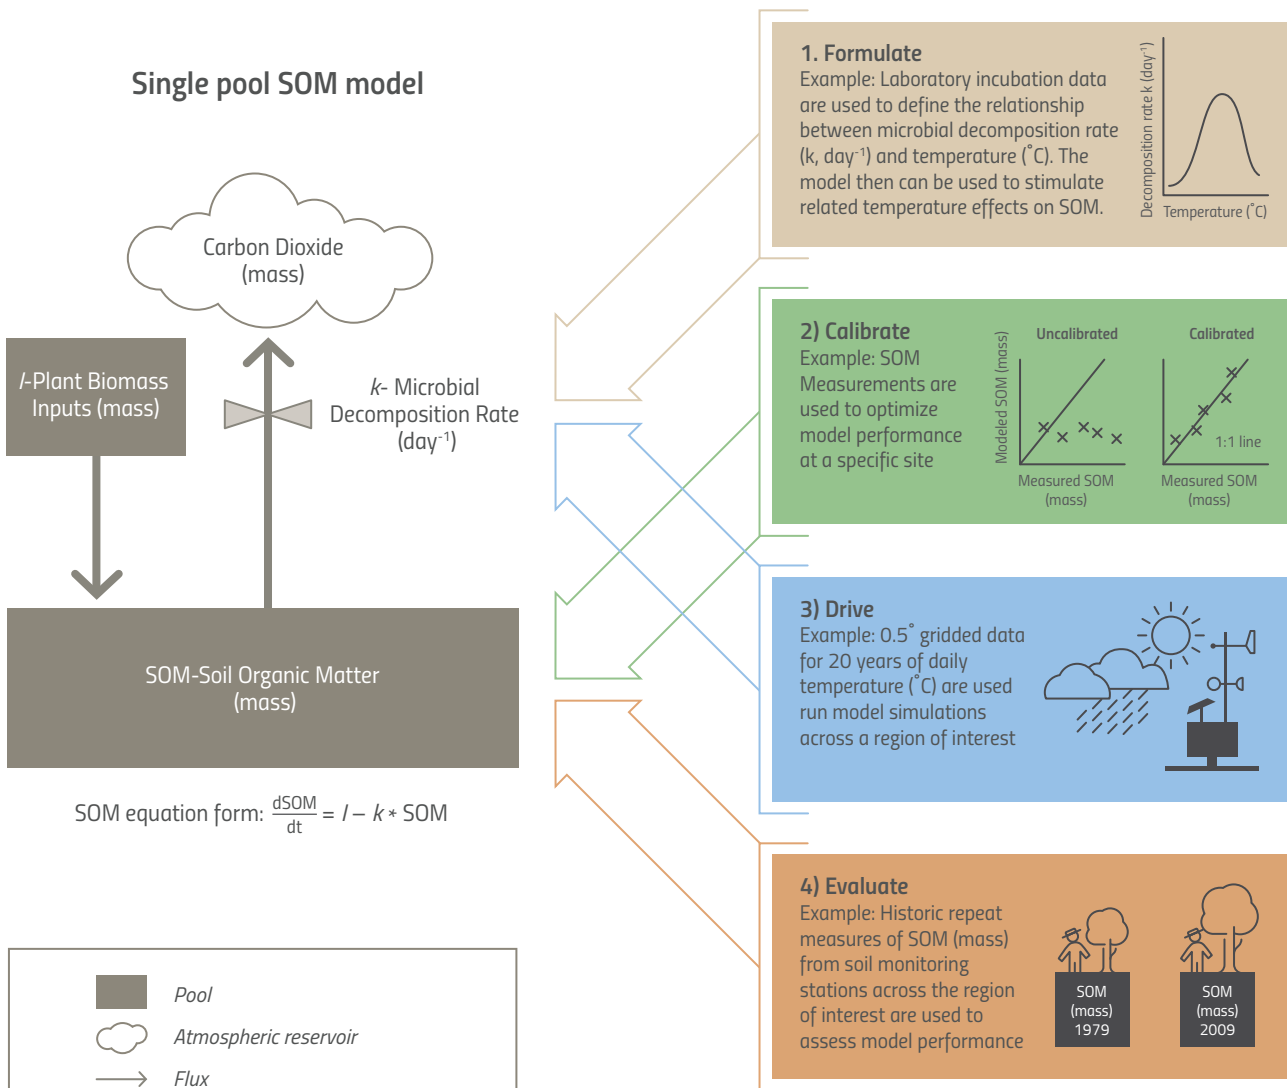 Single pool SOM model
Carbon Dioxide
(mass)
I-Plant Biomass
Inputs (mass)
k- Microbial
Decomposition Rate
(day⁻¹)
SOM-Soil Organic Matter
(mass)
SOM equation form: dSOM/dt = I – k * SOM
Pool
Atmospheric reservoir
Flux
1. Formulate
Example: Laboratory incubation data
are used to define the relationship
between microbial decomposition rate
(k, day⁻¹) and temperature (˚C). The
model then can be used to stimulate
related temperature effects on SOM.
Decomposition rate k (day⁻¹)
Temperature (˚C)
2) Calibrate
Example: SOM
Measurements are
used to optimize
model performance
at a specific site
Uncalibrated
Modeled SOM (mass)
Measured SOM
(mass)
Calibrated
1:1 line
Measured SOM
(mass)
3) Drive
Example: 0.5˚ gridded data
for 20 years of daily
temperature (˚C) are used
run model simulations
across a region of interest
4) Evaluate
Example: Historic repeat
measures of SOM (mass)
from soil monitoring
stations across the region
of interest are used to
assess model performance
SOM
(mass)
1979
SOM
(mass)
2009